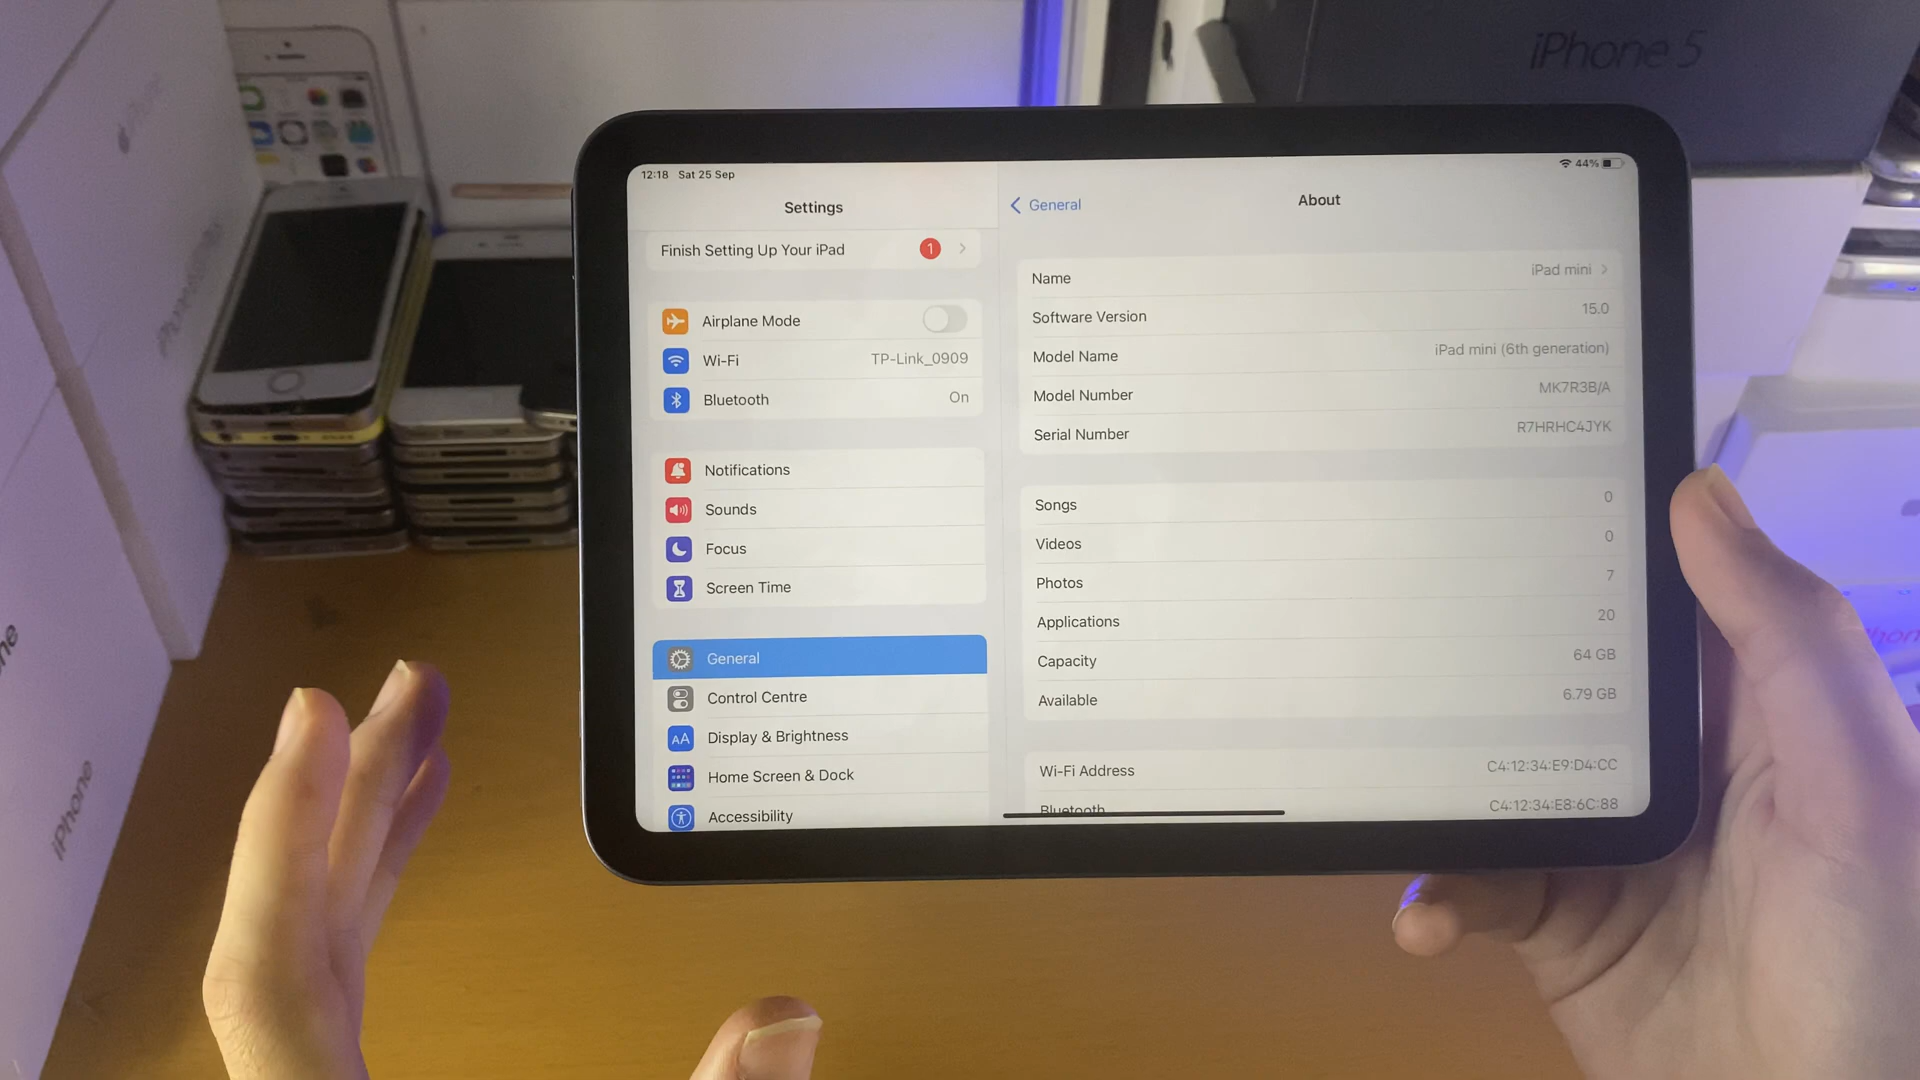 iPhone 5
12:18 Sat 25 Sep
44%
Settings
Finish Setting Up Your iPad
1
Airplane Mode
Wi-Fi
TP-Link_0909
Bluetooth
On
Notifications
Sounds
Focus
Screen Time
General
Control Centre
AA
Display & Brightness
Home Screen & Dock
Accessibility
General
About
Name
iPad mini
Software Version
15.0
Model Name
iPad mini (6th generation)
Model Number
MK7R3B/A
Serial Number
R7HRHC4JYK
Songs
0
Videos
0
Photos
7
Applications
20
Capacity
64 GB
Available
6.79 GB
Wi-Fi Address
C4:12:34:E9:D4:CC
Bluetooth
C4:12:34:E8:6C:88
iPhone